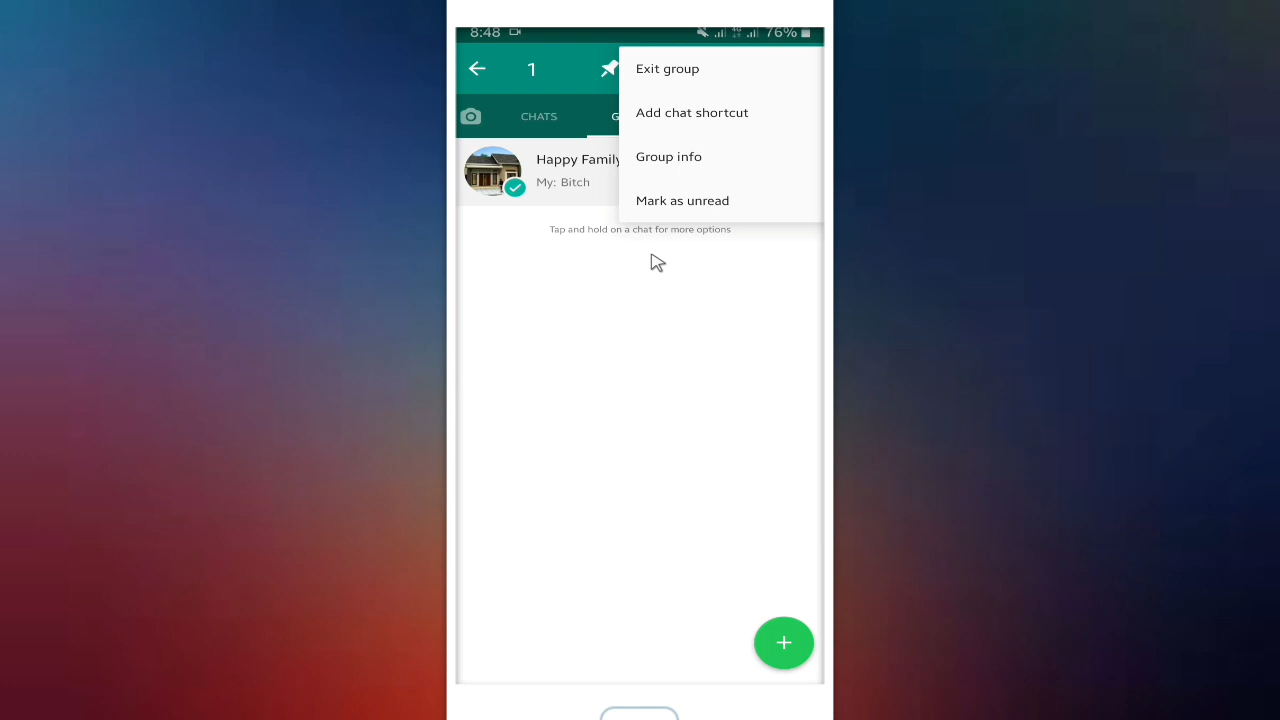 8:48 4G 76%
1
CHATS G
Happy Family
My: Bitch
Exit group
Add chat shortcut
Group info
Mark as unread
Tap and hold on a chat for more options